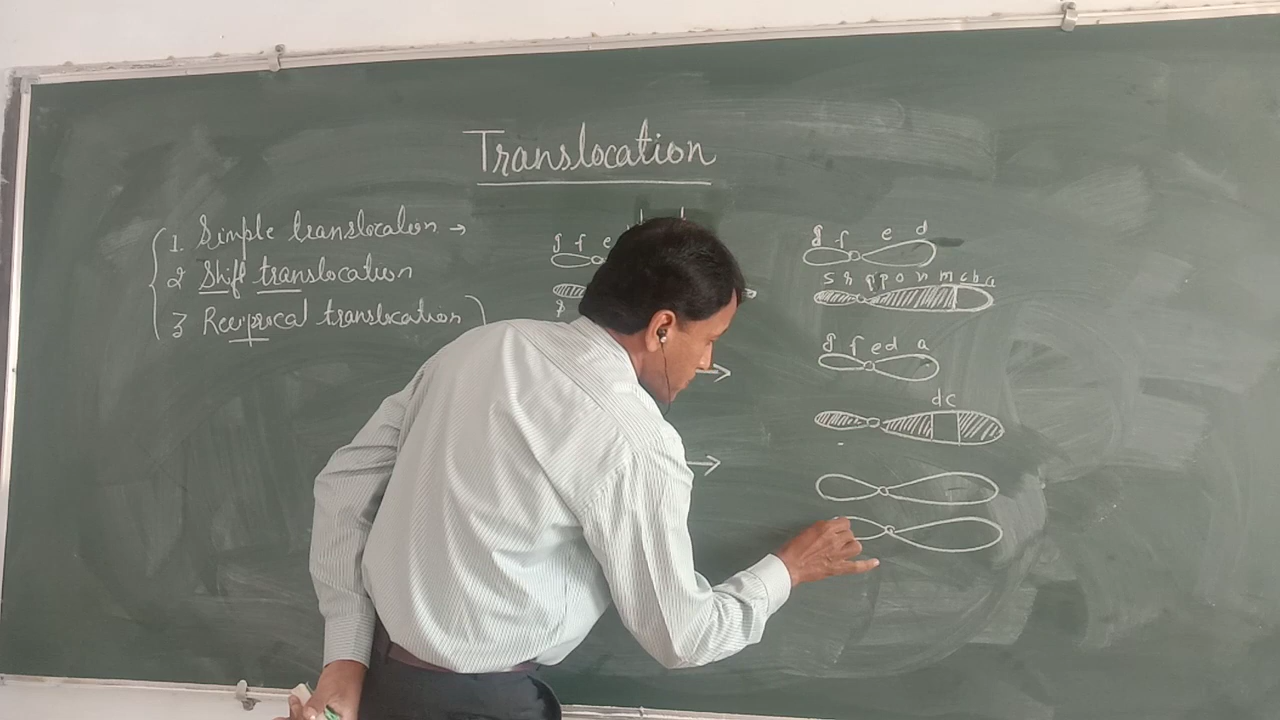 Translocation
1. Simple translocation →
2 Shift translocation
3 Reciprocal translocation
g f e
g f e d
s r q p o n m c b a
g f e d a
d c